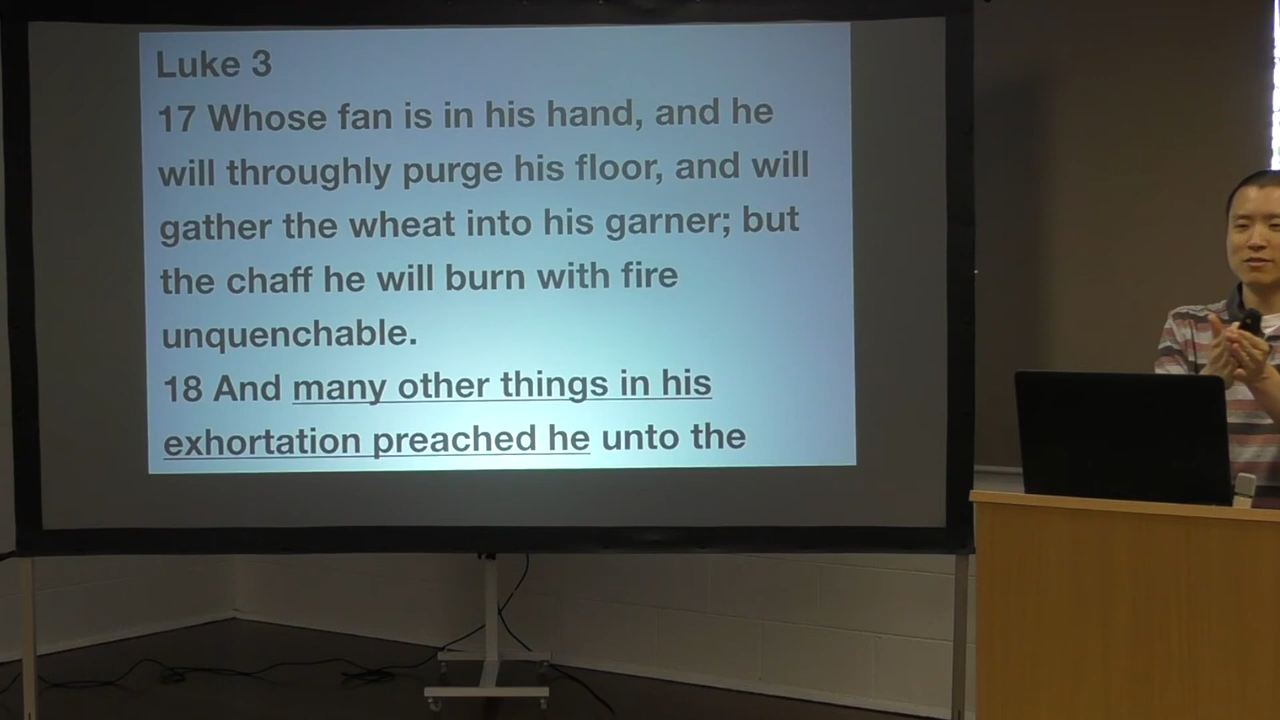 Luke 3
17 Whose fan is in his hand, and he
will throughly purge his floor, and will
gather the wheat into his garner; but
the chaff he will burn with fire
unquenchable.
18 And many other things in his
exhortation preached he unto the